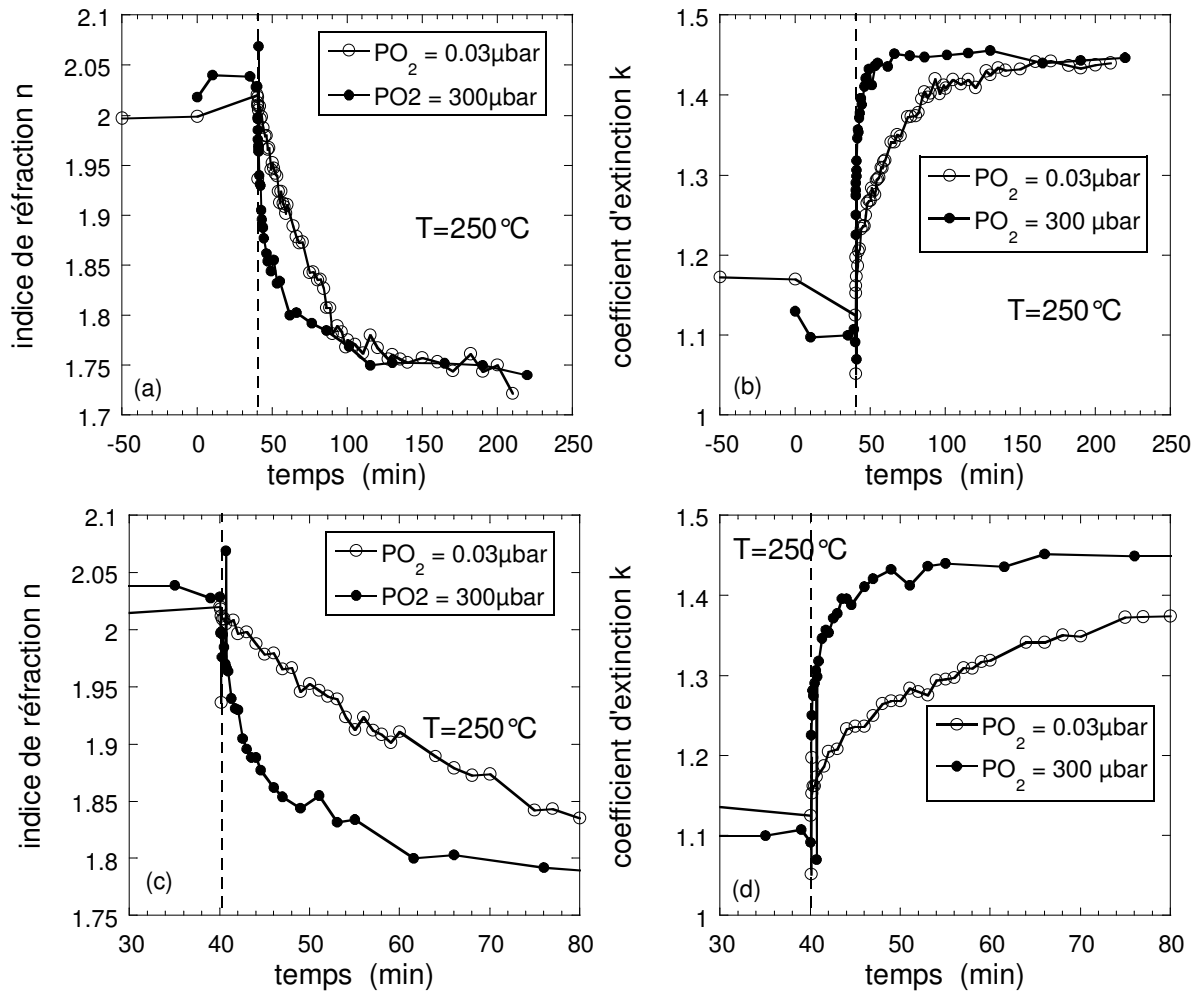 2.1
2.05
2
1.95
1.9
1.85
1.8
1.75
1.7
indice de réfraction n
PO2 = 0.03µbar
PO2 = 300µbar
T=250°C
(a)
-50 0 50 100 150 200 250
temps (min)
1.5
1.4
1.3
1.2
1.1
1
coefficient d'extinction k
PO2 = 0.03µbar
PO2 = 300 µbar
T=250°C
(b)
-50 0 50 100 150 200 250
temps (min)
2.1
2.05
2
1.95
1.9
1.85
1.8
1.75
indice de réfraction n
PO2 = 0.03µbar
PO2 = 300µbar
T=250°C
(c)
30 40 50 60 70 80
temps (min)
1.5
1.4
1.3
1.2
1.1
1
coefficient d'extinction k
T=250°C
PO2 = 0.03µbar
PO2 = 300 µbar
(d)
30 40 50 60 70 80
temps (min)